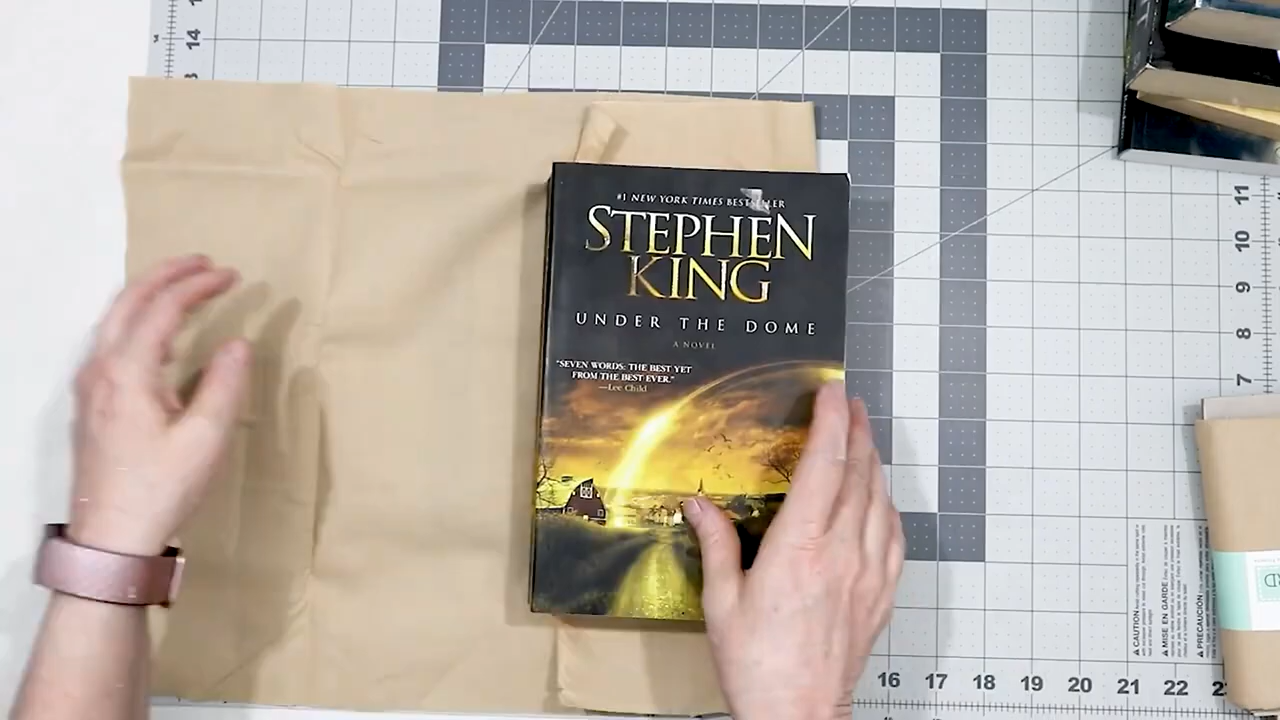 14
#1 NEW YORK TIMES BESTSELLER
STEPHEN
KING
UNDER THE DOME
A NOVEL
"SEVEN WORDS: THE BEST YET
FROM THE BEST EVER."
—Lee Child
11
10
9
8
7
16 17 18 19 20 21 22
CAUTION
MISE EN GARDE
PRECAUCIÓN